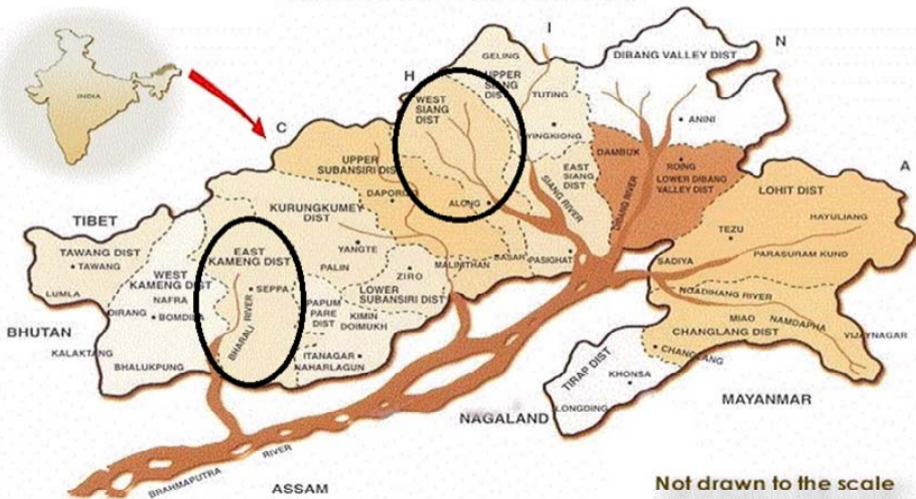 INDIA
C
H
I
N
A
TIBET
BHUTAN
NAGALAND
MAYANMAR
ASSAM
TAWANG DIST
TAWANG
LUMLA
WEST
KAMENG DIST
NAFRA
DIRANG
BOMDILA
KALAKTANG
BHALUKPUNG
EAST
KAMENG DIST
SEPPA
BHARALI RIVER
KURUNGKUMEY
DIST
YANGTE
PALIN
PAPUM
PARE
DIST
ITANAGAR
NAHARLAGUN
LOWER
SUBANSIRI DIST
ZIRO
KIMIN
DOIMUKH
UPPER
SUBANSIRI DIST
MALINITHAN
WEST
SIANG
DIST
ALONG
BASAR
GELING
UPPER
SIANG
DIST
TUTING
YINGKIONG
EAST
SIANG
DIST
SIANG RIVER
PASIGHAT
DIBANG VALLEY DIST
ANINI
DAMBUK
ROING
LOWER DIBANG
VALLEY DIST
DIBANG RIVER
LOHIT DIST
HAYULIANG
TEZU
PARASURAM KUND
SADIYA
NOADIHANG RIVER
MIAO
NAMDAPHA
VIJAYNAGAR
CHANGLANG DIST
CHANGLANG
TIRAP DIST
KHONSA
LONGDING
BRAHMAPUTRA RIVER
Not drawn to the scale